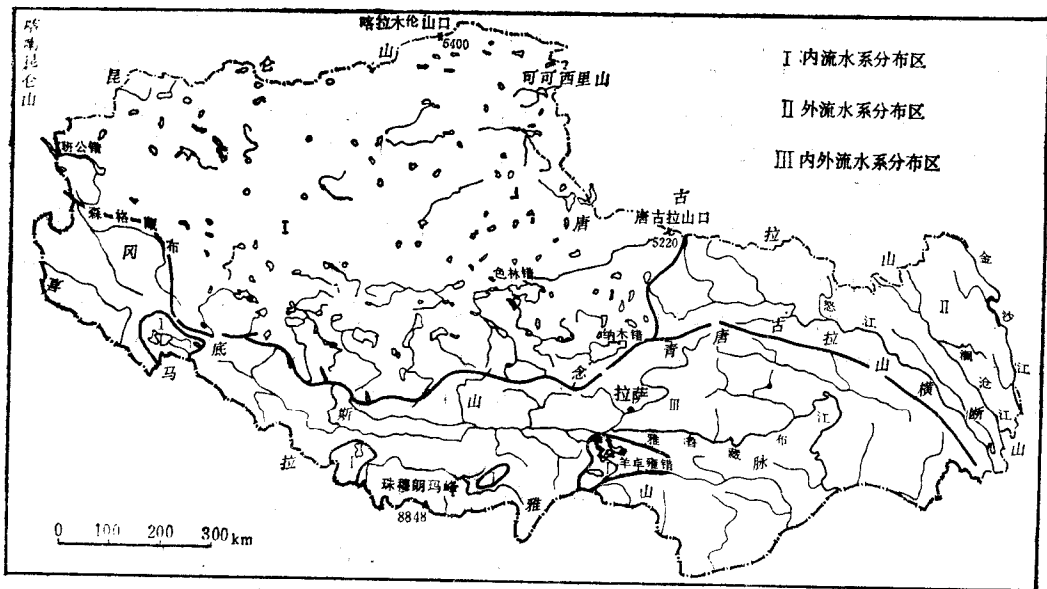 喀拉木伦山口
5400
喀喇昆仑山
昆
仑
山
可可西里山
I 内流水系分布区
II 外流水系分布区
III 内外流水系分布区
班公错
森格藏布
冈
I
唐
古
唐古拉山口
5220
拉
山
金
沙
江
色林错
喜
I
纳木错
怒
江
II
澜
沧
江
马
底
念
青
唐
古
拉
山
横
断
山
斯
山
拉萨
III
江
雅
鲁
藏
布
脉
拉
I
羊卓雍错
珠穆朗玛峰
8848
雅
山
0 100 200 300 km